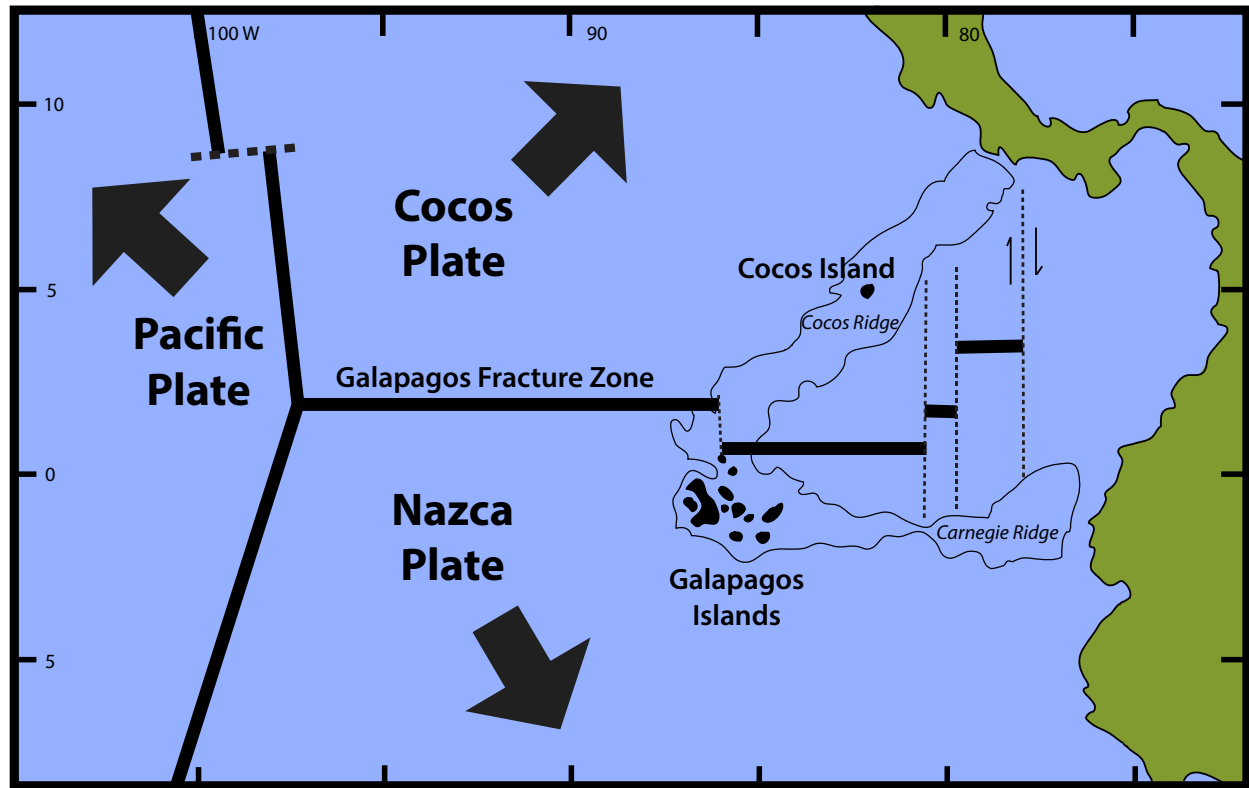 100 W
90
80
10
Cocos
Plate
Cocos Island
5
Cocos Ridge
Pacific
Plate
Galapagos Fracture Zone
0
Nazca
Plate
Carnegie Ridge
Galapagos
Islands
5